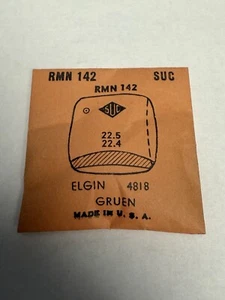 RMN 142 SUC
RMN 142
SUC
22.5
22.4
ELGIN 4818
GRUEN
MADE IN U. S. A.